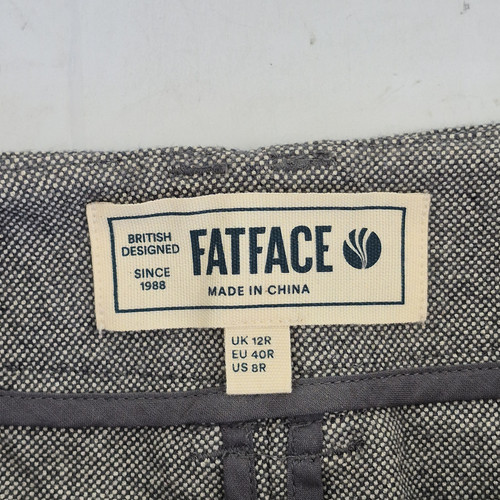 BRITISH
DESIGNED
SINCE
1988
FATFACE
MADE IN CHINA
UK 12R
EU 40R
US 8R